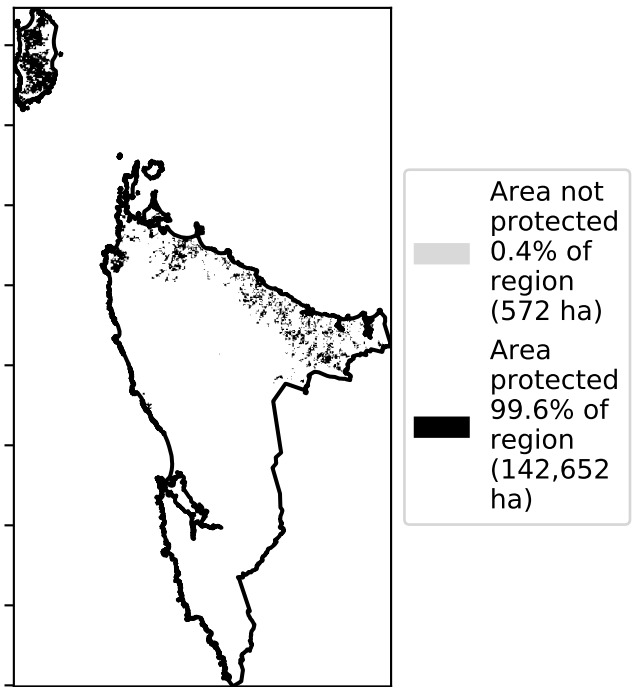 Area not
protected
0.4% of
region
(572 ha)
Area
protected
99.6% of
region
(142,652
ha)